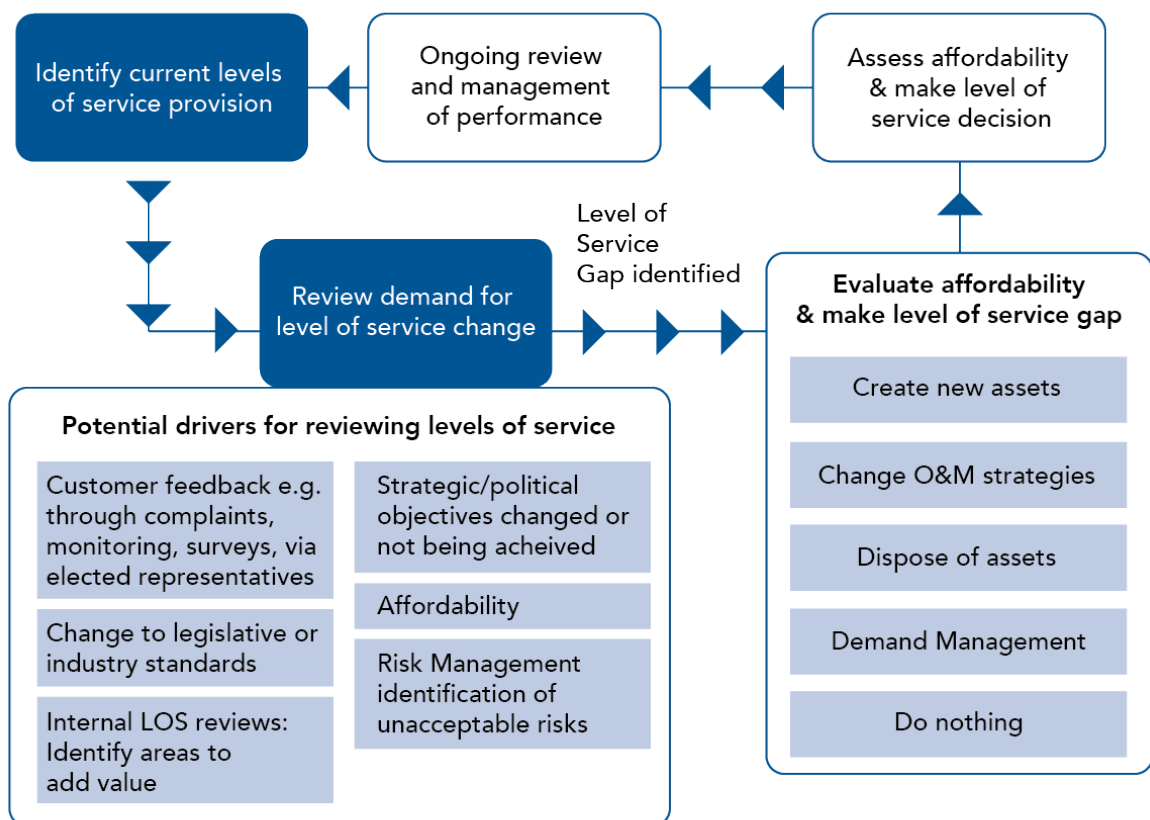 Identify current levels
of service provision
Ongoing review
and management
of performance
Assess affordability
& make level of
service decision
Review demand for
level of service change
Level of
Service
Gap identified
Evaluate affordability
& make level of service gap
Create new assets
Change O&M strategies
Dispose of assets
Demand Management
Do nothing
Potential drivers for reviewing levels of service
Customer feedback e.g.
through complaints,
monitoring, surveys, via
elected representatives
Change to legislative or
industry standards
Internal LOS reviews:
Identify areas to
add value
Strategic/political
objectives changed or
not being acheived
Affordability
Risk Management
identification of
unacceptable risks